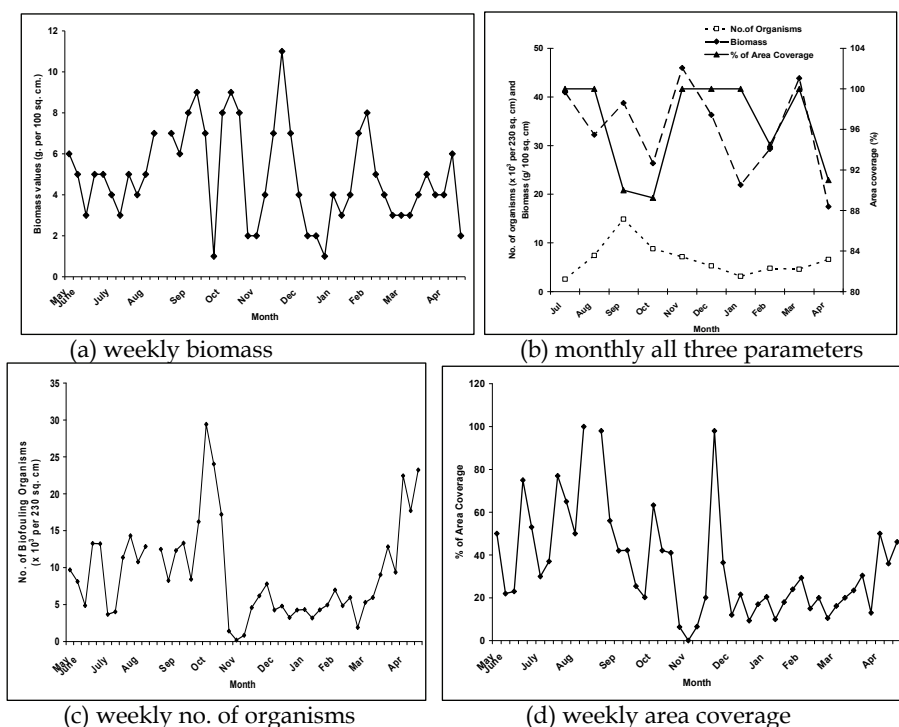 Biomass values (g. per 100 sq. cm.)
12
10
8
6
4
2
0
May
June
July
Aug
Sep
Oct
Nov
Dec
Jan
Feb
Mar
Apr
Month
(a) weekly biomass
No.of Organisms
Biomass
% of Area Coverage
No. of organisms (x 10³ per 230 sq. cm) and
Biomass (g/ 100 sq. cm)
50
40
30
20
10
0
104
100
96
92
88
84
80
Area coverage (%)
Jul
Aug
Sep
Oct
Nov
Dec
Jan
Feb
Mar
Apr
Month
(b) monthly all three parameters
No. of Biofouling Organisms
(x 10³ per 230 sq. cm)
35
30
25
20
15
10
5
0
May
June
July
Aug
Sep
Oct
Nov
Dec
Jan
Feb
Mar
Apr
Month
(c) weekly no. of organisms
% of Area Coverage
120
100
80
60
40
20
0
May
June
July
Aug
Sep
Oct
Nov
Dec
Jan
Feb
Mar
Apr
Month
(d) weekly area coverage